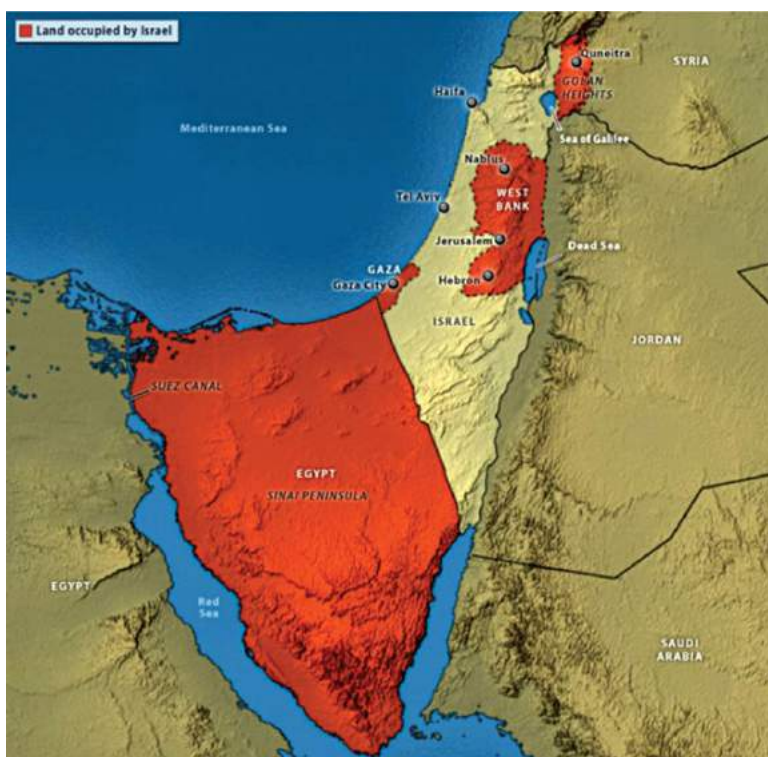 Land occupied by Israel
Quneitra
SYRIA
GOLAN
HEIGHTS
Haifa
Mediterranean Sea
Sea of Galilee
Nablus
WEST
BANK
Tel Aviv
Jerusalem
Dead Sea
GAZA
Gaza City
Hebron
ISRAEL
JORDAN
SUEZ CANAL
EGYPT
SINAI PENINSULA
EGYPT
Red
Sea
SAUDI
ARABIA